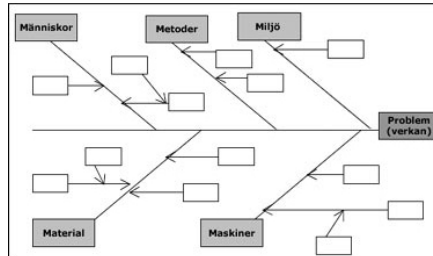 Människor
Metoder
Miljö
Problem
(verkan)
Material
Maskiner